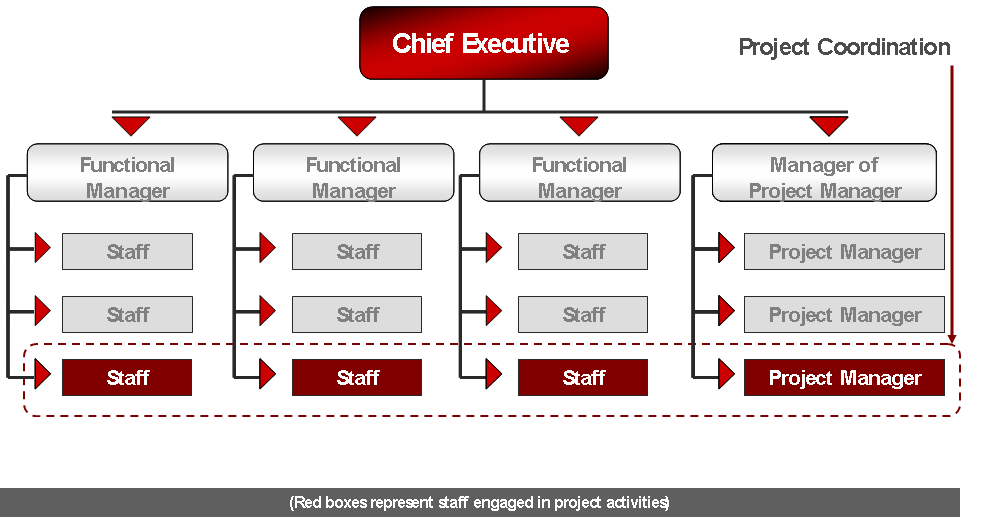 Chief Executive
Project Coordination
Functional
Manager
Functional
Manager
Functional
Manager
Manager of
Project Manager
Staff
Staff
Staff
Project Manager
Staff
Staff
Staff
Project Manager
Staff
Staff
Staff
Project Manager
(Red boxes represent staff engaged in project activities)